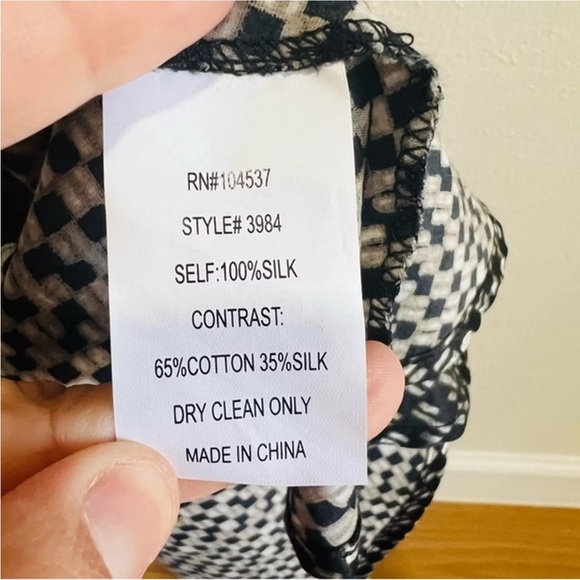 RN#104537
STYLE# 3984
SELF:100%SILK
CONTRAST:
65%COTTON 35%SILK
DRY CLEAN ONLY
MADE IN CHINA